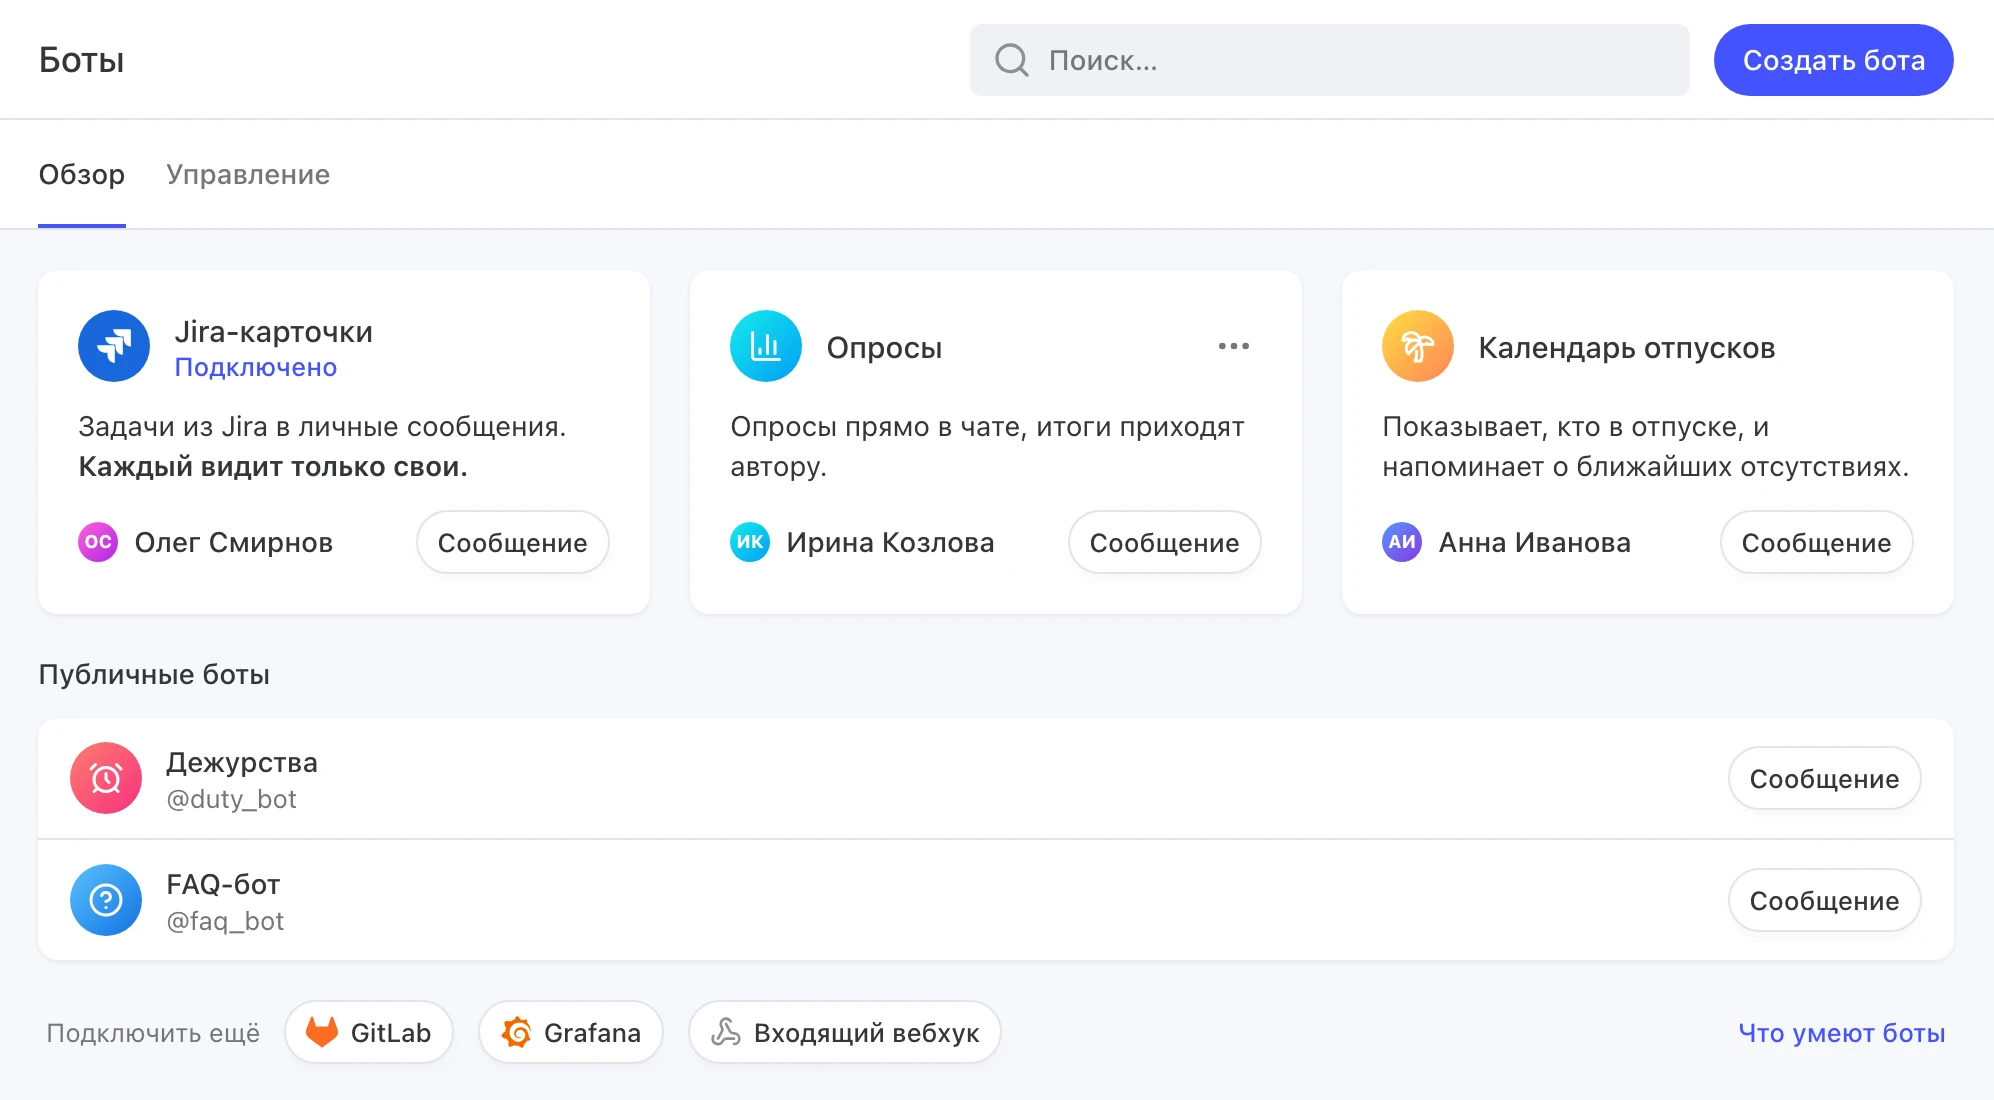 Боты
Поиск...
Создать бота
Обзор
Управление
Jira-карточки
Подключено
Задачи из Jira в личные сообщения.
Каждый видит только свои.
ОС
Олег Смирнов
Сообщение
Опросы
Опросы прямо в чате, итоги приходят
автору.
ИК
Ирина Козлова
Сообщение
Календарь отпусков
Показывает, кто в отпуске, и
напоминает о ближайших отсутствиях.
АИ
Анна Иванова
Сообщение
Публичные боты
Дежурства
@duty_bot
Сообщение
FAQ-бот
@faq_bot
Сообщение
Подключить ещё
GitLab
Grafana
Входящий вебхук
Что умеют боты